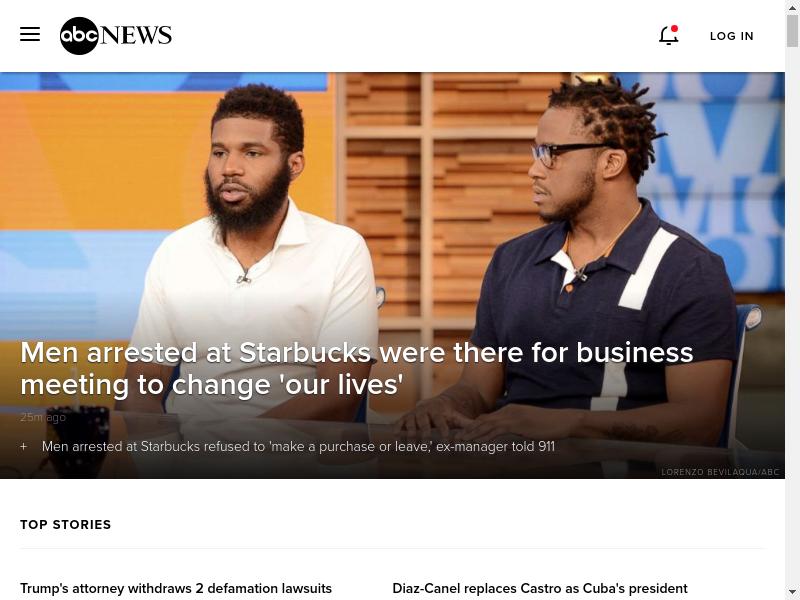 abc NEWS
LOG IN
Men arrested at Starbucks were there for business
meeting to change 'our lives'
25m ago
+ Men arrested at Starbucks refused to 'make a purchase or leave,' ex-manager told 911
LORENZO BEVILAQUA/ABC
TOP STORIES
Trump's attorney withdraws 2 defamation lawsuits
Diaz-Canel replaces Castro as Cuba's president